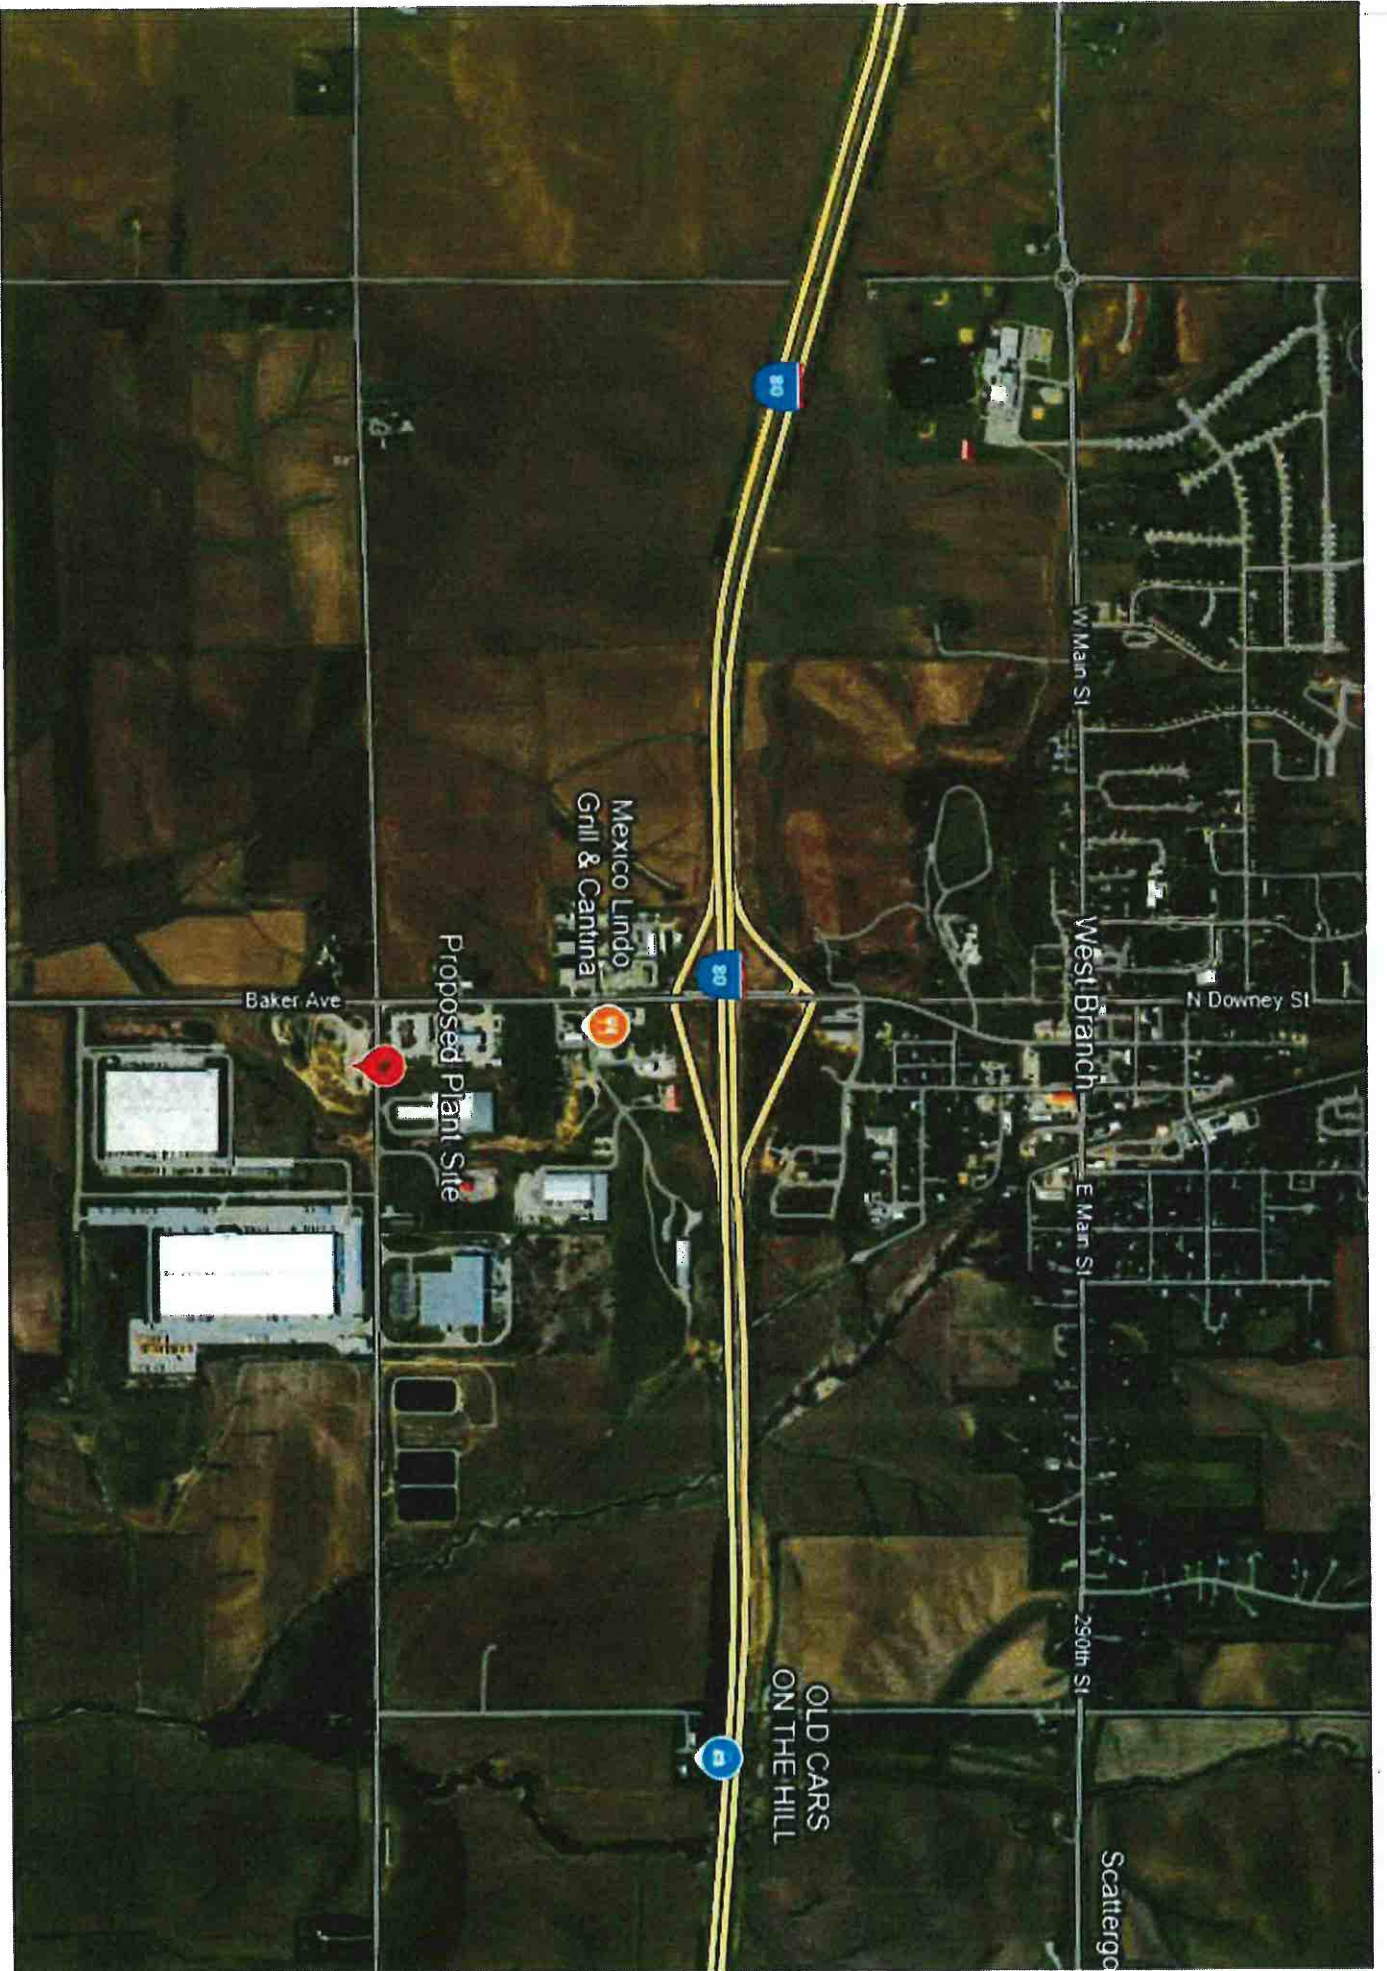 W Main St
West Branch
E Main St
290th St
Scattergo
N Downey St
80
80
Mexico Lindo
Grill & Cantina
OLD CARS
ON THE HILL
Proposed Plant Site
Baker Ave